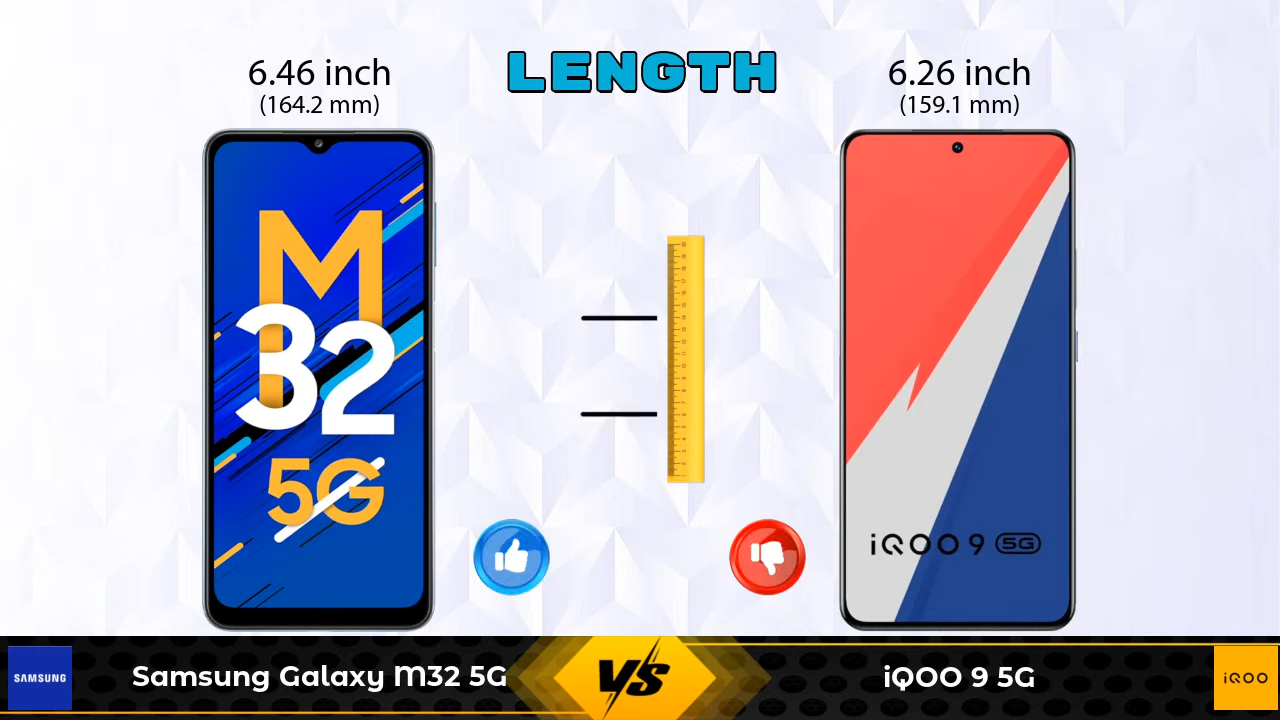 LENGTH
6.46 inch
(164.2 mm)
6.26 inch
(159.1 mm)
M
32
5G
iQOO 9 5G
SAMSUNG
Samsung Galaxy M32 5G
VS
iQOO 9 5G
iQOO